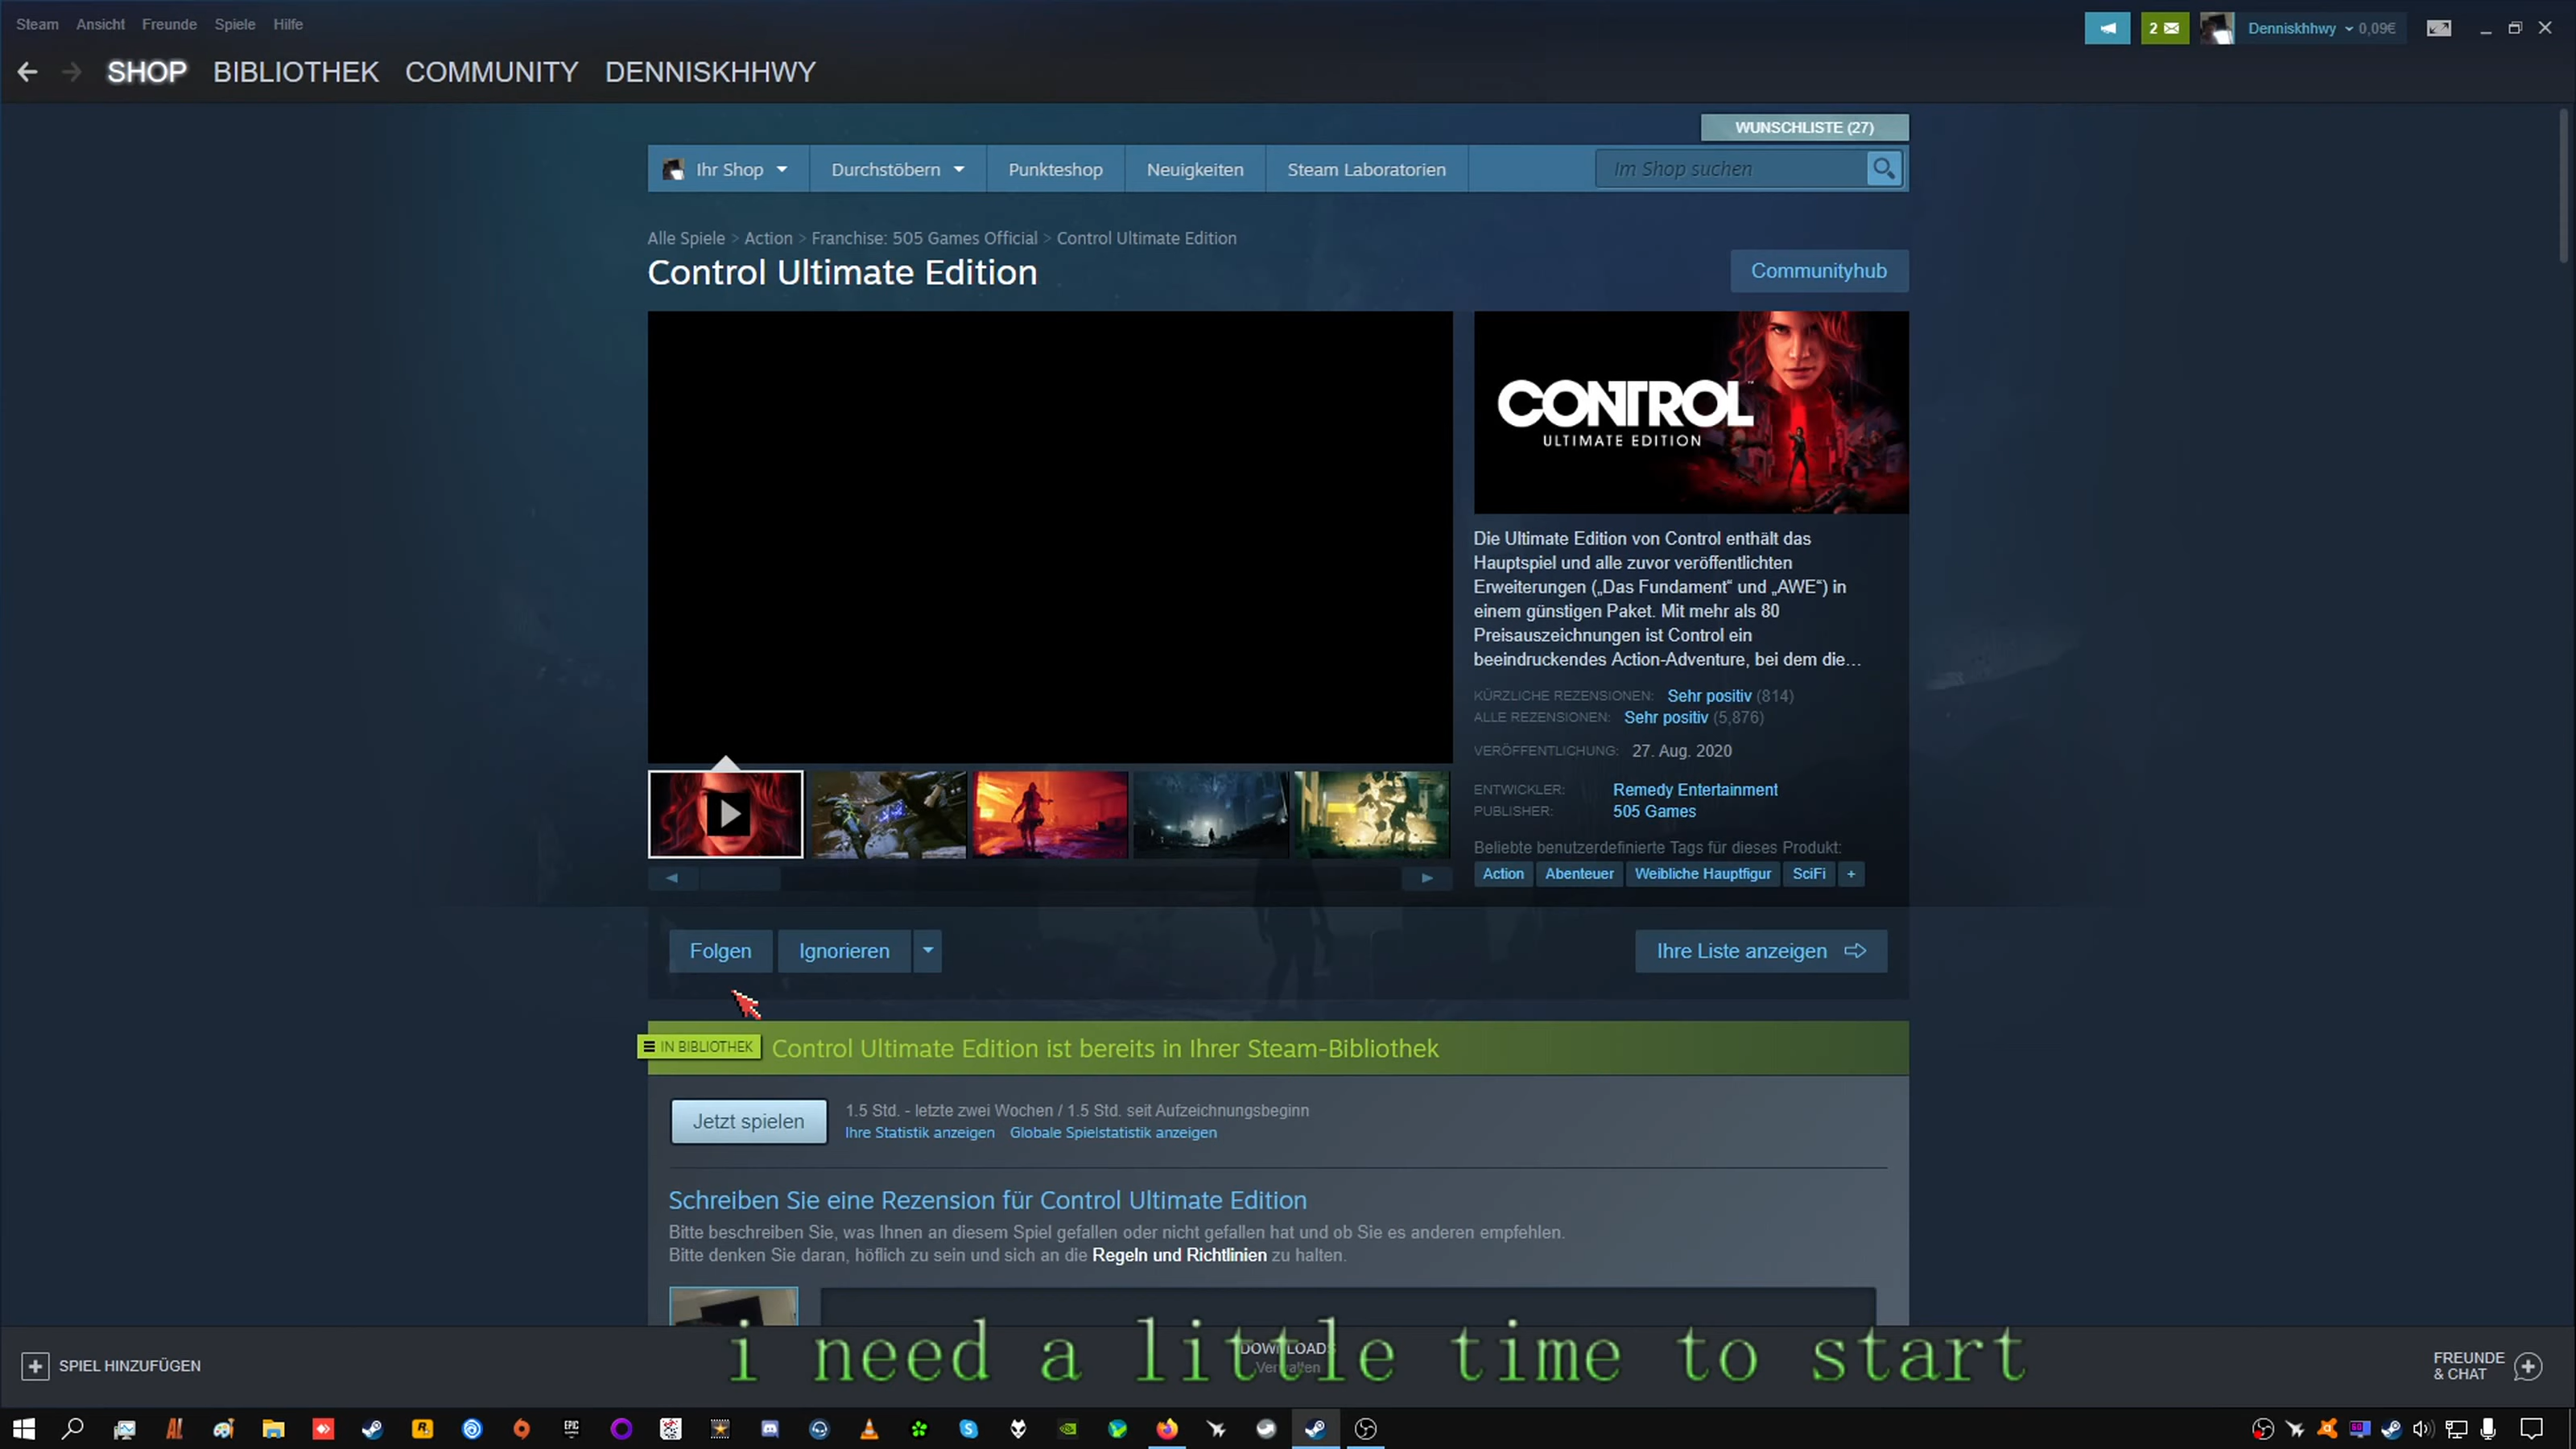 Steam Ansicht Freunde Spiele Hilfe
2 Denniskhhwy 0,09€
SHOP BIBLIOTHEK COMMUNITY DENNISKHHWY
WUNSCHLISTE (27)
Ihr Shop Durchstöbern Punkteshop Neuigkeiten Steam Laboratorien Im Shop suchen
Alle Spiele > Action > Franchise: 505 Games Official > Control Ultimate Edition
Control Ultimate Edition
Communityhub
CONTROL
ULTIMATE EDITION
Die Ultimate Edition von Control enthält das
Hauptspiel und alle zuvor veröffentlichten
Erweiterungen („Das Fundament“ und „AWE“) in
einem günstigen Paket. Mit mehr als 80
Preisauszeichnungen ist Control ein
beeindruckendes Action-Adventure, bei dem die…
KÜRZLICHE REZENSIONEN: Sehr positiv (814)
ALLE REZENSIONEN: Sehr positiv (5,876)
VERÖFFENTLICHUNG: 27. Aug. 2020
ENTWICKLER: Remedy Entertainment
PUBLISHER: 505 Games
Beliebte benutzerdefinierte Tags für dieses Produkt:
Action Abenteuer Weibliche Hauptfigur SciFi +
Folgen Ignorieren Ihre Liste anzeigen
IN BIBLIOTHEK Control Ultimate Edition ist bereits in Ihrer Steam-Bibliothek
Jetzt spielen
1.5 Std. - letzte zwei Wochen / 1.5 Std. seit Aufzeichnungsbeginn
Ihre Statistik anzeigen Globale Spielstatistik anzeigen
Schreiben Sie eine Rezension für Control Ultimate Edition
Bitte beschreiben Sie, was Ihnen an diesem Spiel gefallen oder nicht gefallen hat und ob Sie es anderen empfehlen.
Bitte denken Sie daran, höflich zu sein und sich an die Regeln und Richtlinien zu halten.
i need a little time to start
SPIEL HINZUFÜGEN
DOWNLOADS
Verwalten
FREUNDE
& CHAT
EPIC